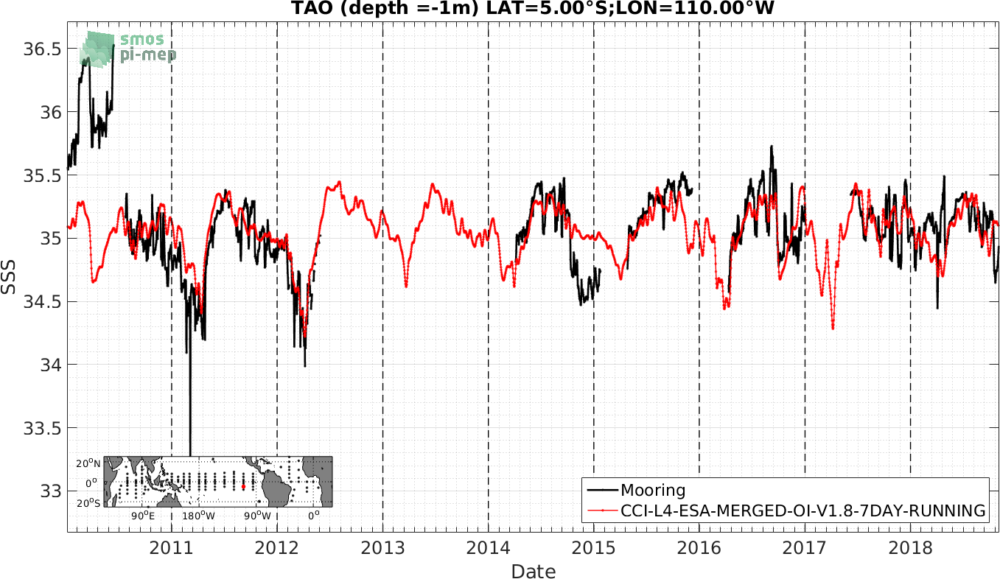 TAO (depth =-1m) LAT=5.00°S;LON=110.00°W
smos
pi-mep
36.5
36
35.5
35
34.5
34
33.5
33
SSS
20°N
0°
20°S
90°E 180°W 90°W 0°
Mooring
CCI-L4-ESA-MERGED-OI-V1.8-7DAY-RUNNING
2011 2012 2013 2014 2015 2016 2017 2018
Date